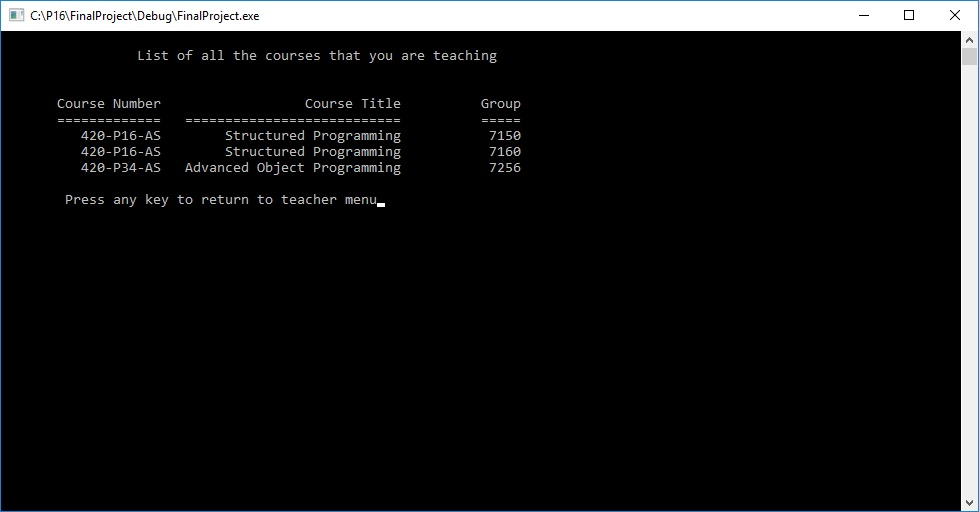 C:\P16\FinalProject\Debug\FinalProject.exe
List of all the courses that you are teaching
Course Number Course Title Group
============= =========================== =====
420-P16-AS Structured Programming 7150
420-P16-AS Structured Programming 7160
420-P34-AS Advanced Object Programming 7256
Press any key to return to teacher menu